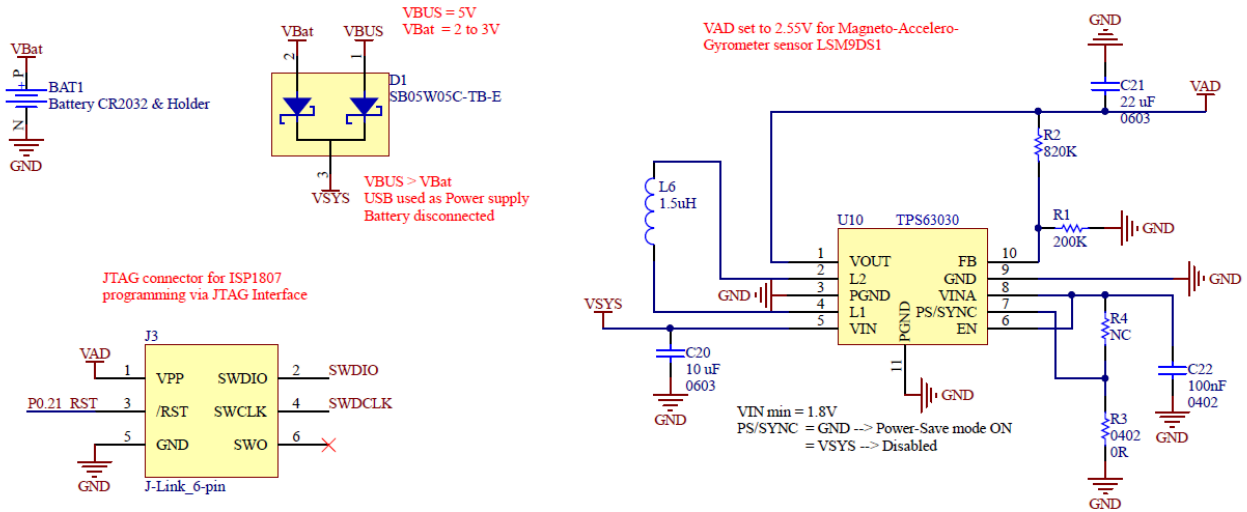 VBat
P
+
BAT1
Battery CR2032 & Holder
N
GND
VBUS = 5V
VBat = 2 to 3V
VBat
VBUS
2
1
D1
SB05W05C-TB-E
3
VSYS
VBUS > VBat
USB used as Power supply
Battery disconnected
JTAG connector for ISP1807
programming via JTAG Interface
J3
VAD
1
VPP
SWDIO
2
SWDIO
P0.21_RST
3
/RST
SWCLK
4
SWDCLK
5
GND
SWO
6
GND
J-Link_6-pin
VAD set to 2.55V for Magneto-Accelero-
Gyrometer sensor LSM9DS1
GND
C21
22 uF
0603
VAD
R2
820K
L6
1.5uH
R1
200K
GND
U10
TPS63030
1
VOUT
FB
10
2
L2
GND
9
GND
GND
3
PGND
VINA
8
4
L1
PS/SYNC
7
5
VIN
EN
6
PGND
11
GND
VSYS
C20
10 uF
0603
GND
R4
NC
C22
100nF
0402
GND
R3
0402
0R
GND
VIN min = 1.8V
PS/SYNC = GND --> Power-Save mode ON
= VSYS --> Disabled